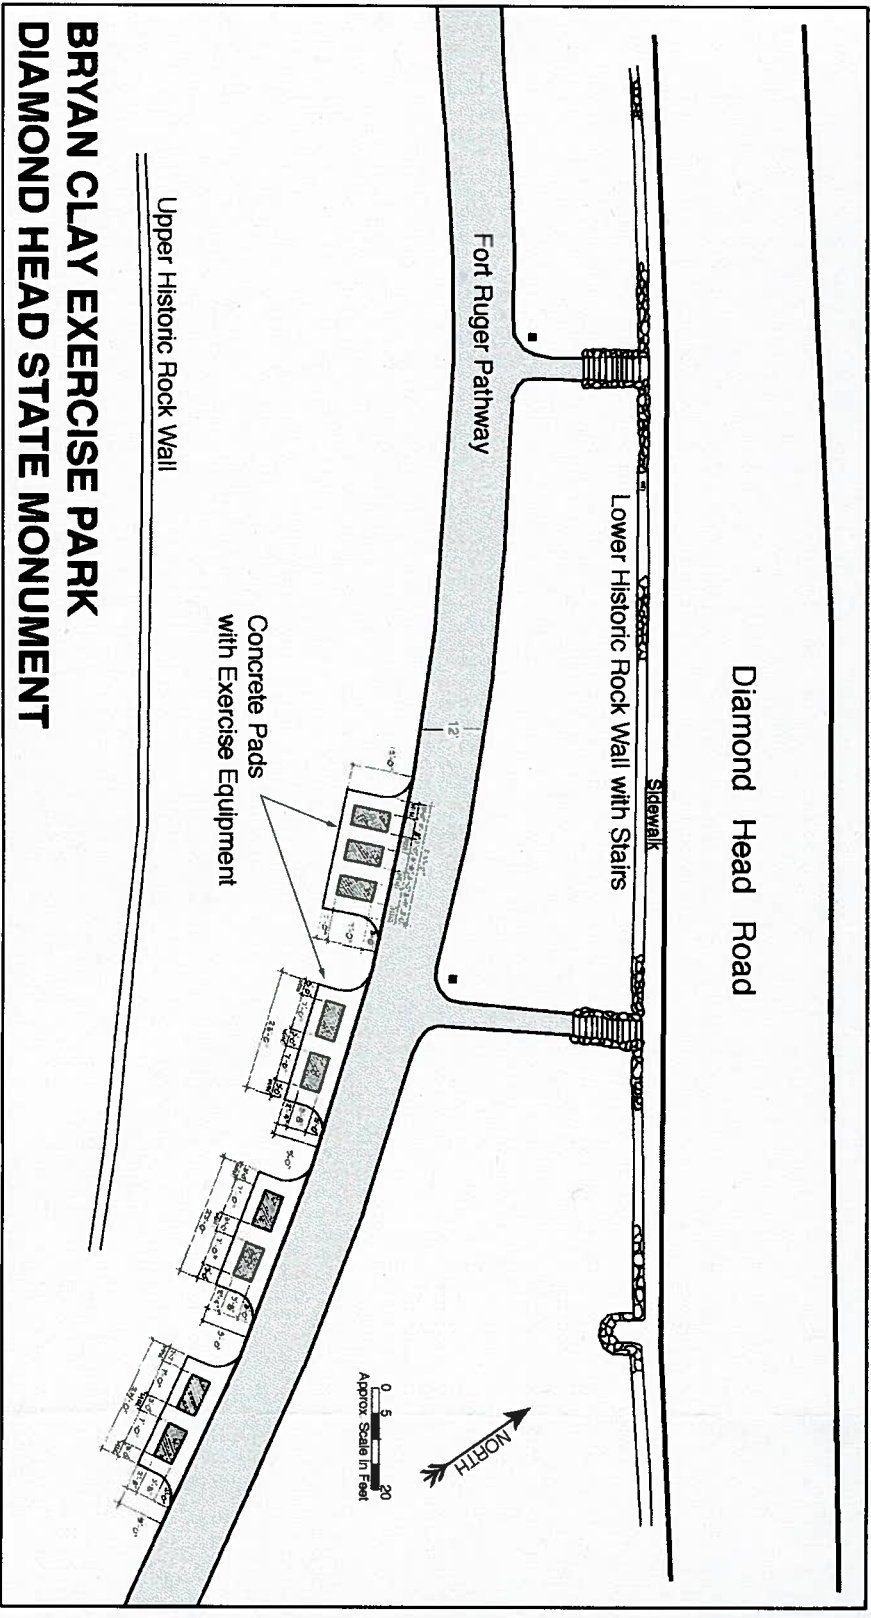 Diamond Head Road
Sidewalk
Lower Historic Rock Wall with Stairs
Fort Ruger Pathway
12'
Concrete Pads
with Exercise Equipment
Upper Historic Rock Wall
NORTH
0 5 20
Approx. Scale in Feet
BRYAN CLAY EXERCISE PARK
DIAMOND HEAD STATE MONUMENT